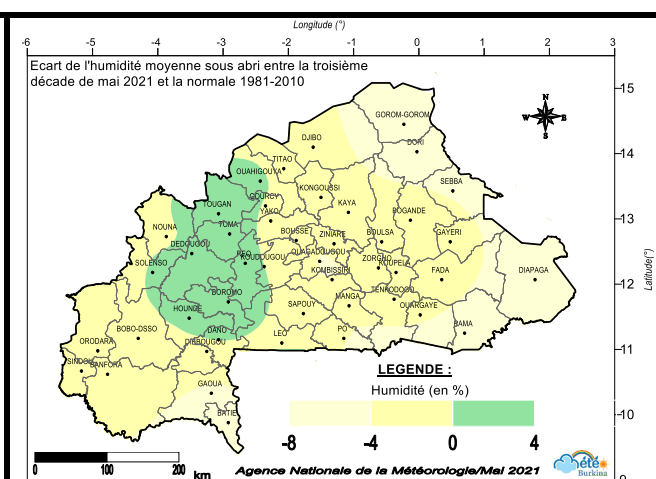 Longitude (°)
-6 -5 -4 -3 -2 -1 0 1 2 3
Ecart de l'humidité moyenne sous abri entre la troisième
décade de mai 2021 et la normale 1981-2010
N
W E
S
15
14
13
12
11
10
9
Latitude(°)
GOROM-GOROM
DJIBO
DORI
TITAO
OUAHIGOUYA
SEBBA
KONGOUSSI
GOURCY
TOUGAN
KAYA
YAKO
BOGANDE
NOUNA
TOMA
BOUSSE ZINIARE
BOULSA
GAYERI
DEDOUGOU
REO
KOUDOUGOU
OUAGADOUGOU
ZORGHO
SOLENSO
KOMBISSIRI
KOUPELA
FADA
DIAPAGA
BOROMO
TENKODOGO
HOUNDE
SAPOUY
MANGA
OUARGAYE
BOBO-DSSO
DANO
LEO
PO
PAMA
ORODARA
DIEBOUGOU
SINDOU
BANFORA
GAOUA
BATIE
LEGENDE :
Humidité (en %)
-8 -4 0 4
0 100 200
km
Agence Nationale de la Météorologie/Mai 2021
Météo
Burkina